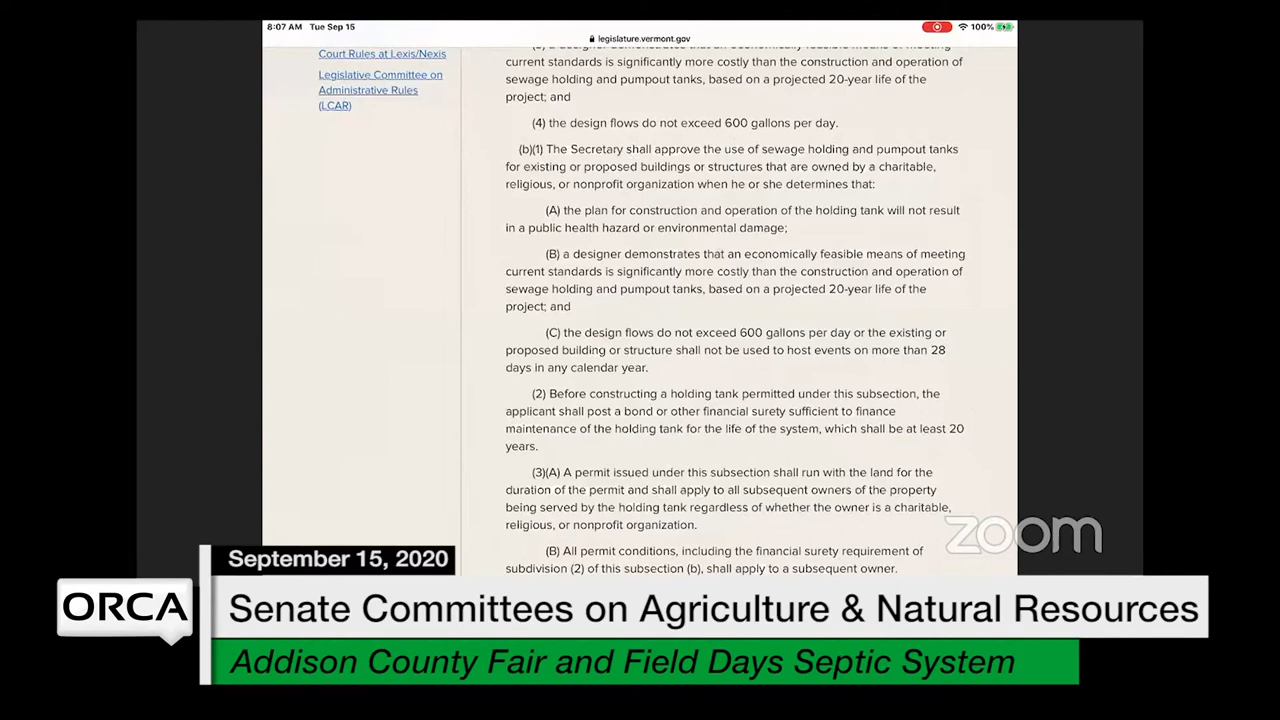 8:07 AM Tue Sep 15
100%
legislature.vermont.gov
Court Rules at Lexis/Nexis
Legislative Committee on
Administrative Rules
(LCAR)
a designer demonstrates that an economically feasible means of meeting
current standards is significantly more costly than the construction and operation of
sewage holding and pumpout tanks, based on a projected 20-year life of the
project; and
(4) the design flows do not exceed 600 gallons per day.
(b)(1) The Secretary shall approve the use of sewage holding and pumpout tanks
for existing or proposed buildings or structures that are owned by a charitable,
religious, or nonprofit organization when he or she determines that:
(A) the plan for construction and operation of the holding tank will not result
in a public health hazard or environmental damage;
(B) a designer demonstrates that an economically feasible means of meeting
current standards is significantly more costly than the construction and operation of
sewage holding and pumpout tanks, based on a projected 20-year life of the
project; and
(C) the design flows do not exceed 600 gallons per day or the existing or
proposed building or structure shall not be used to host events on more than 28
days in any calendar year.
(2) Before constructing a holding tank permitted under this subsection, the
applicant shall post a bond or other financial surety sufficient to finance
maintenance of the holding tank for the life of the system, which shall be at least 20
years.
(3)(A) A permit issued under this subsection shall run with the land for the
duration of the permit and shall apply to all subsequent owners of the property
being served by the holding tank regardless of whether the owner is a charitable,
religious, or nonprofit organization.
(B) All permit conditions, including the financial surety requirement of
subdivision (2) of this subsection (b), shall apply to a subsequent owner.
zoom
September 15, 2020
ORCA
Senate Committees on Agriculture & Natural Resources
Addison County Fair and Field Days Septic System